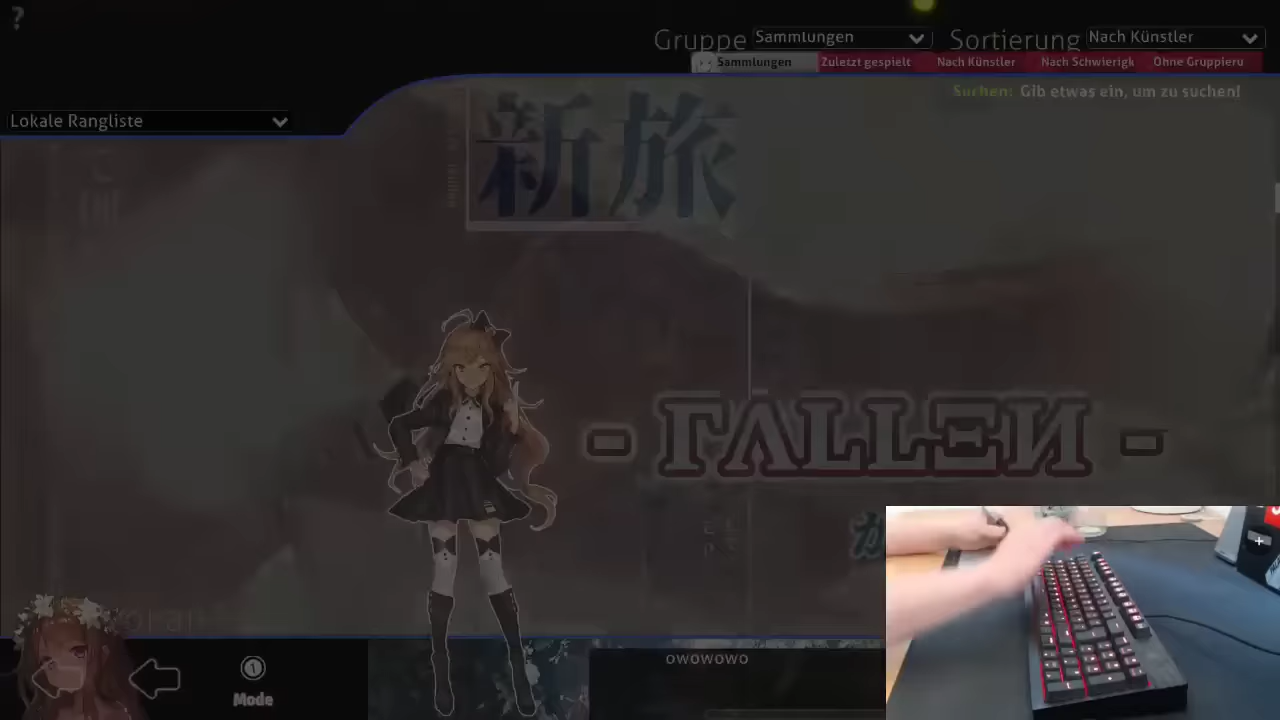 ?
Gruppe Sammlungen Sortierung Nach Künstler
Sammlungen Zuletzt gespielt Nach Künstler Nach Schwierigk Ohne Gruppieru
Suchen: Gib etwas ein, um zu suchen!
Lokale Rangliste
新旅
- FALLEN -
1
Mode
owowowo